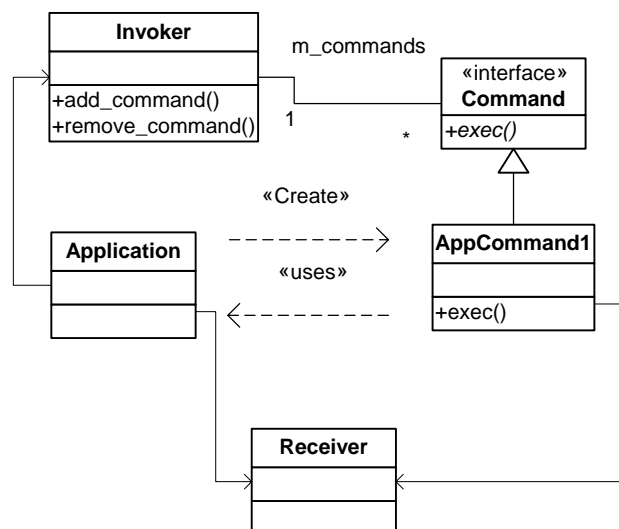 Invoker
+add_command()
+remove_command()
m_commands
1
*
«interface»
Command
+exec()
«Create»
«uses»
Application
AppCommand1
+exec()
Receiver